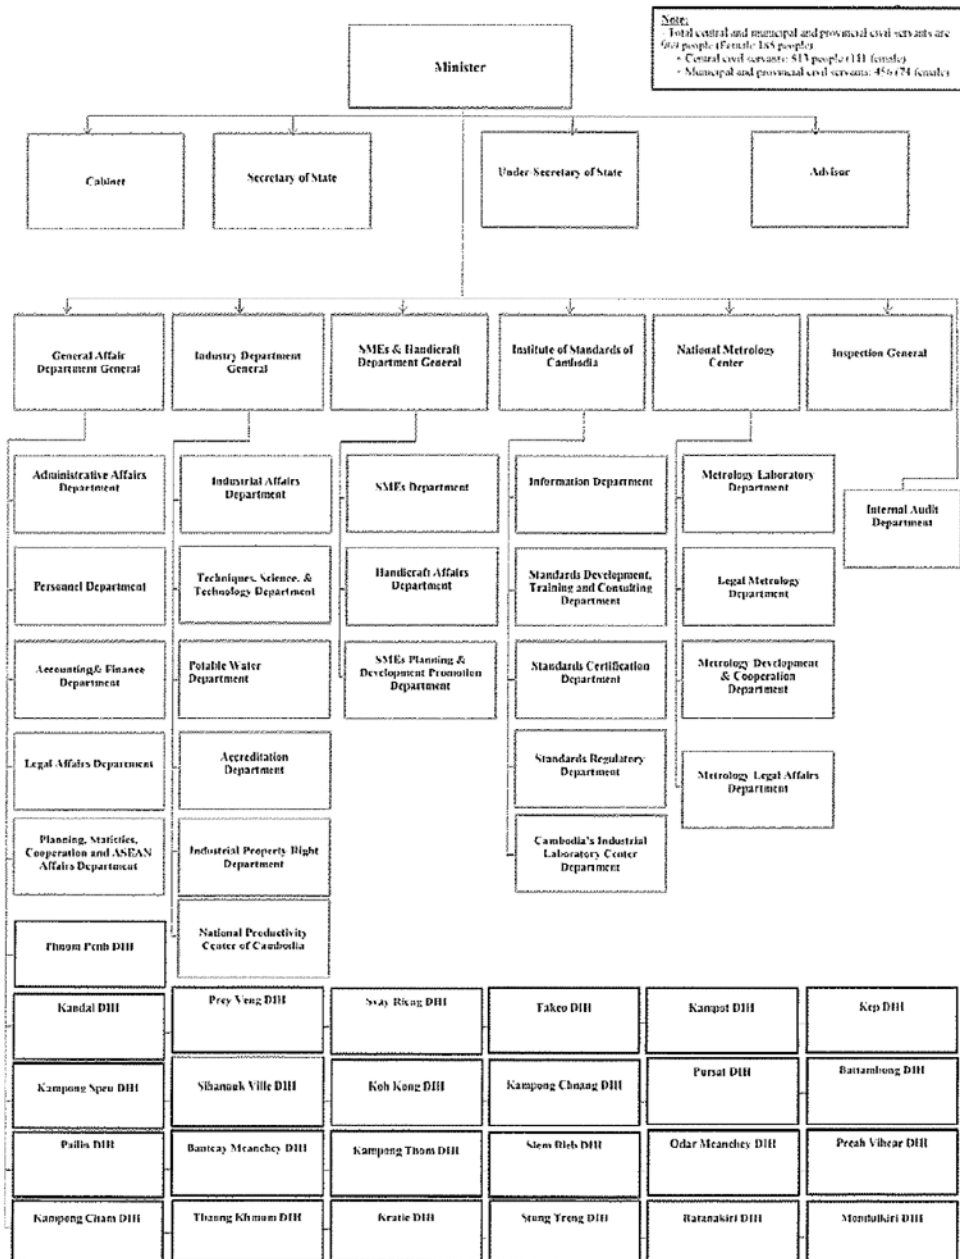 Note:
- Total central and municipal and provincial civil servants are
969 people (Female 185 people)
• Central civil servants: 513 people (111 female)
• Municipal and provincial civil servants: 456 (74 female)
Minister
Cabinet
Secretary of State
Under-Secretary of State
Advisor
General Affair
Department General
Industry Department
General
SMEs & Handicraft
Department General
Institute of Standards of
Cambodia
National Metrology
Center
Inspection General
Administrative Affairs
Department
Industrial Affairs
Department
SMEs Department
Information Department
Metrology Laboratory
Department
Internal Audit
Department
Personnel Department
Techniques, Science, &
Technology Department
Handicraft Affairs
Department
Standards Development,
Training and Consulting
Department
Legal Metrology
Department
Accounting& Finance
Department
Potable Water
Department
SMEs Planning &
Development Promotion
Department
Standards Certification
Department
Metrology Development
& Cooperation
Department
Legal Affairs Department
Accreditation
Department
Standards Regulatory
Department
Metrology Legal Affairs
Department
Planning, Statistics,
Cooperation and ASEAN
Affairs Department
Industrial Property Right
Department
Cambodia's Industrial
Laboratory Center
Department
Phnom Penh DIH
National Productivity
Center of Cambodia
Kandal DIH
Prey Veng DIH
Svay Rieng DIH
Takeo DIH
Kampot DIH
Kep DIH
Kampong Speu DIH
Sihanouk Ville DIH
Koh Kong DIH
Kampong Chnang DIH
Pursat DIH
Battambong DIH
Pailin DIH
Banteay Meanchey DIH
Kampong Thom DIH
Siem Rieb DIH
Odar Meanchey DIH
Preah Vihear DIH
Kampong Cham DIH
Tbaung Khmum DIH
Kratie DIH
Stung Treng DIH
Ratanakiri DIH
Mondulkiri DIH